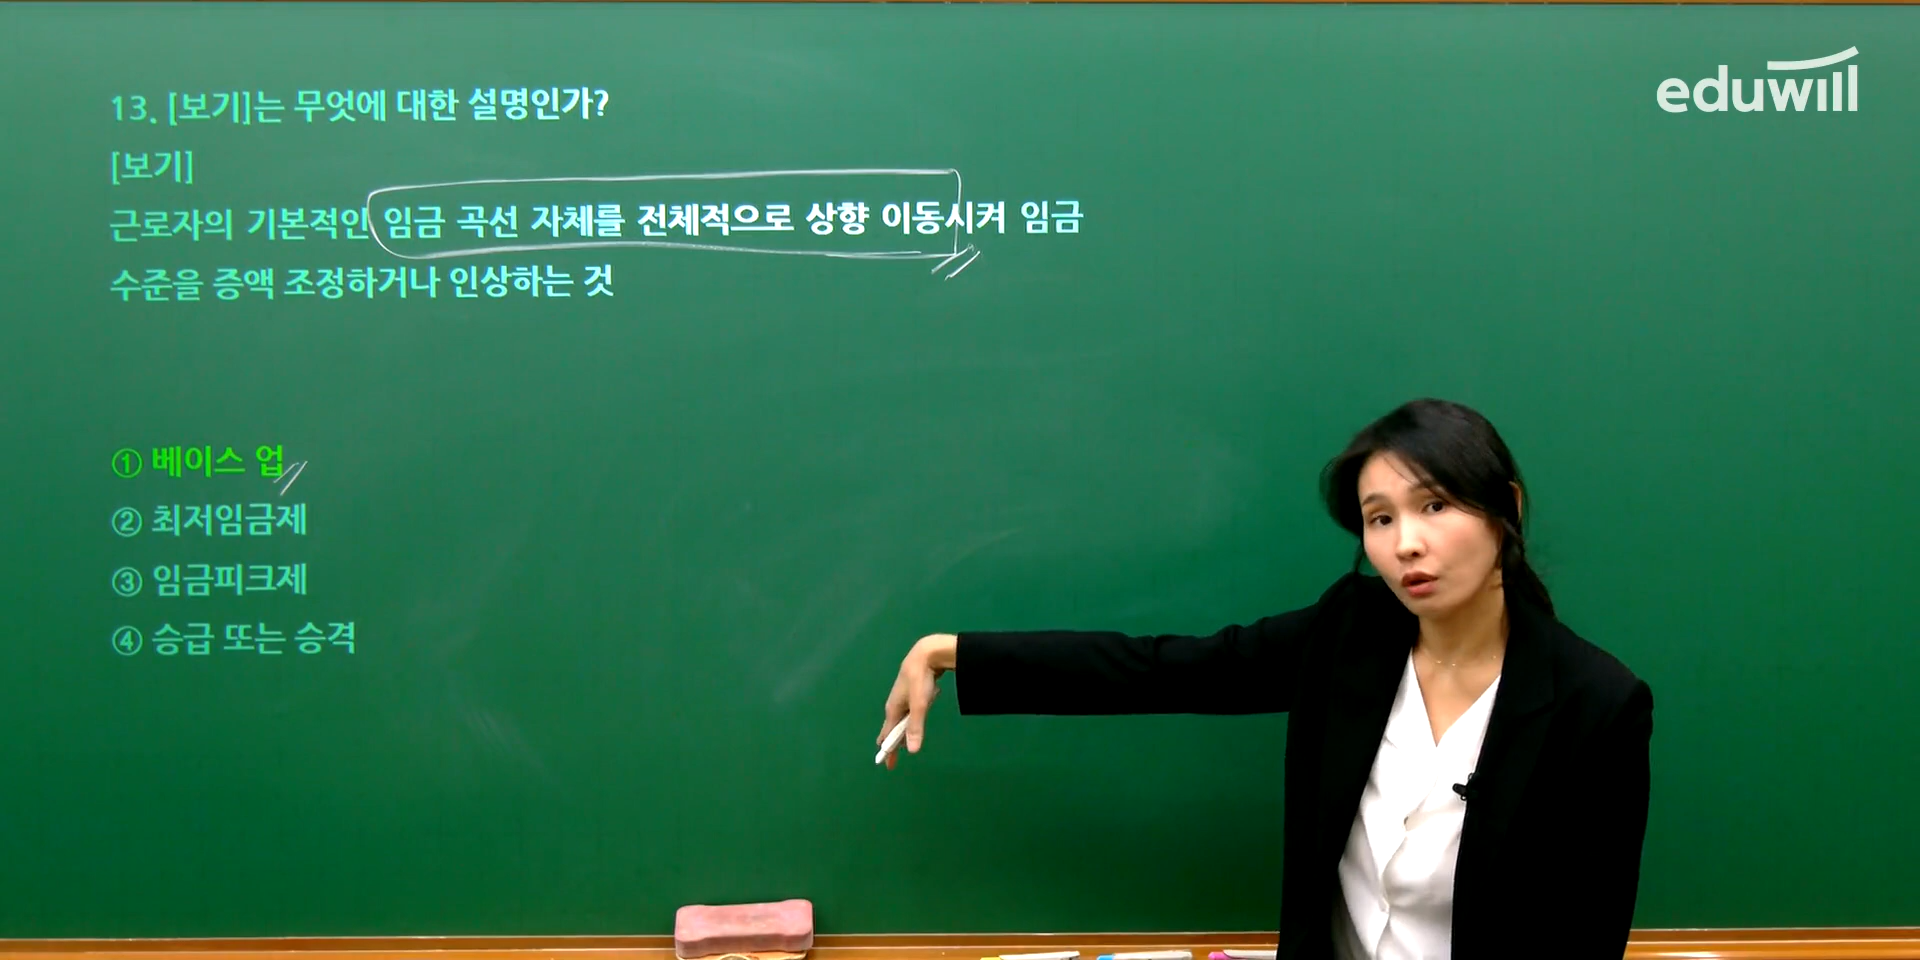 eduwill
13. [보기]는 무엇에 대한 설명인가?
[보기]
근로자의 기본적인 임금 곡선 자체를 전체적으로 상향 이동시켜 임금
수준을 증액 조정하거나 인상하는 것
① 베이스 업
② 최저임금제
③ 임금피크제
④ 승급 또는 승격